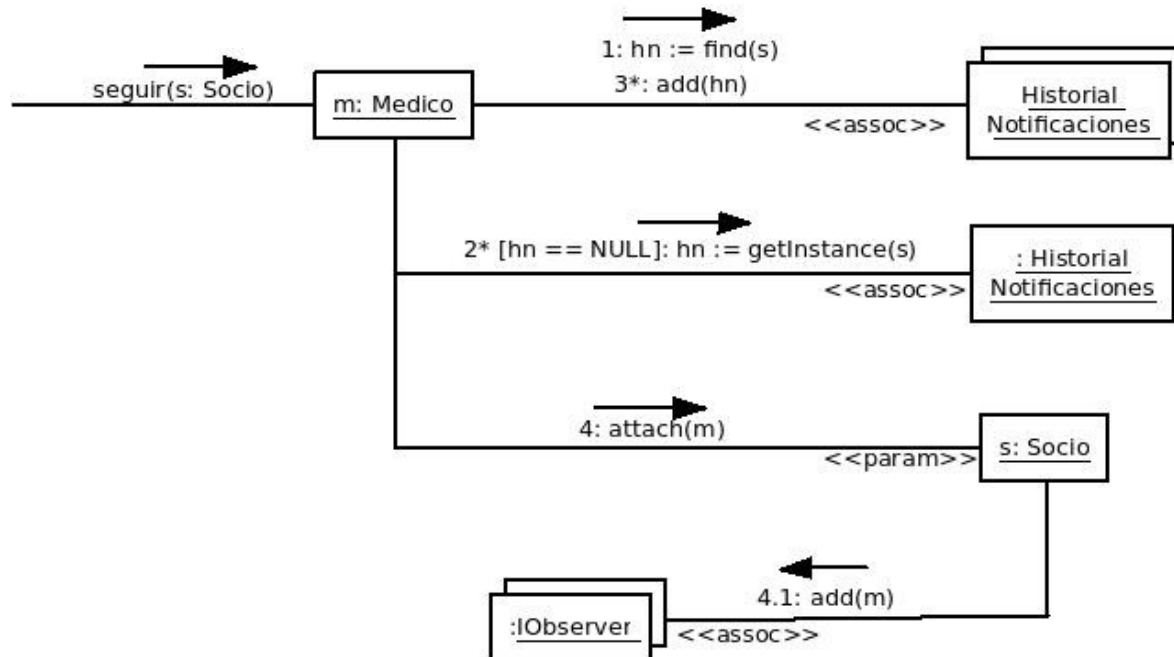 1: hn := find(s)
seguir(s: Socio)
m: Medico
3*: add(hn)
<<assoc>>
Historial
Notificaciones
2* [hn == NULL]: hn := getInstance(s)
<<assoc>>
: Historial
Notificaciones
4: attach(m)
<<param>>
s: Socio
4.1: add(m)
:IObserver
<<assoc>>